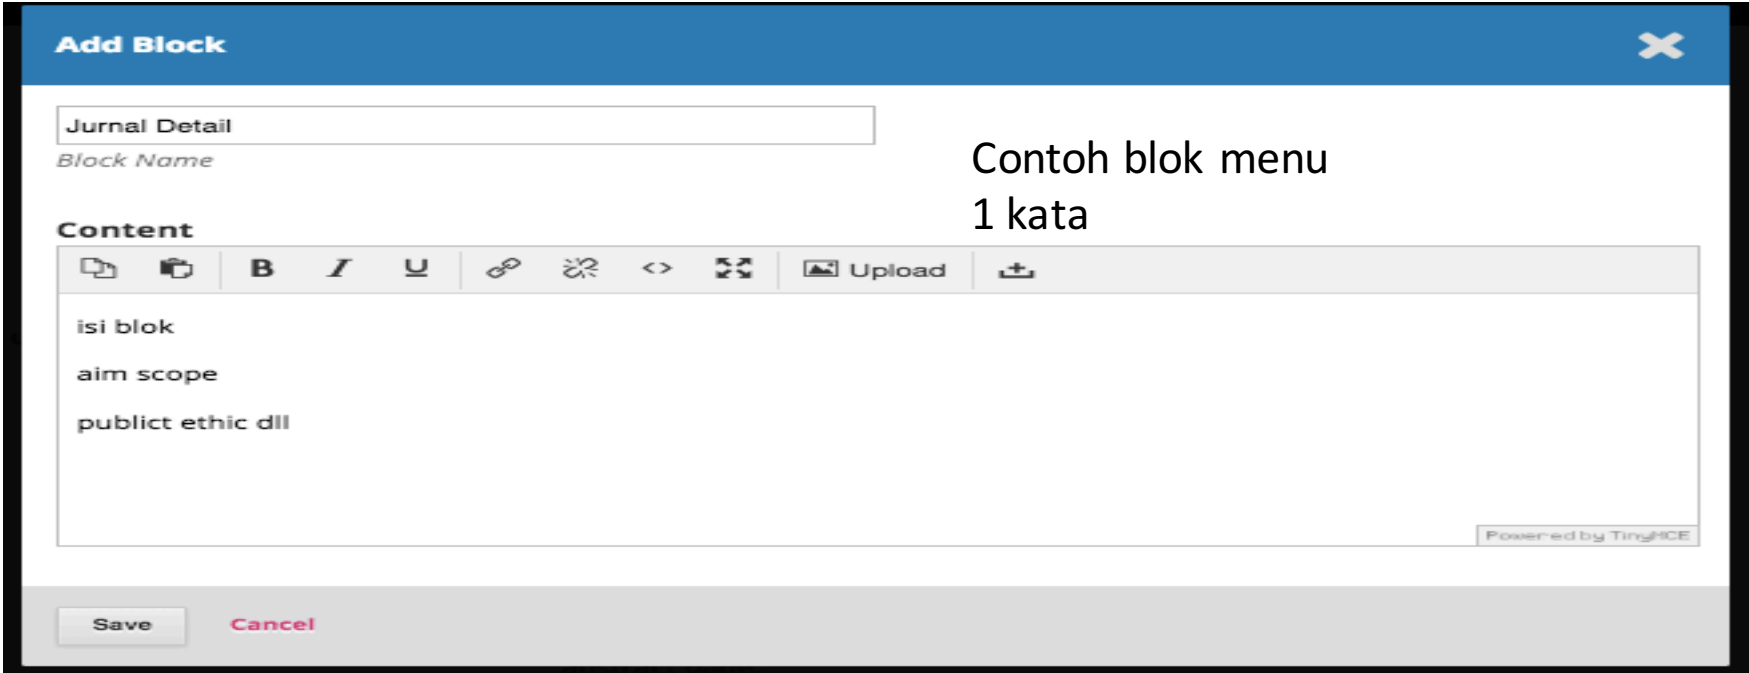 Add Block
Jurnal Detail
Block Name
Contoh blok menu
1 kata
Content
B I U <> Upload
isi blok
aim scope
publict ethic dll
Powered by TinyMCE
Save Cancel